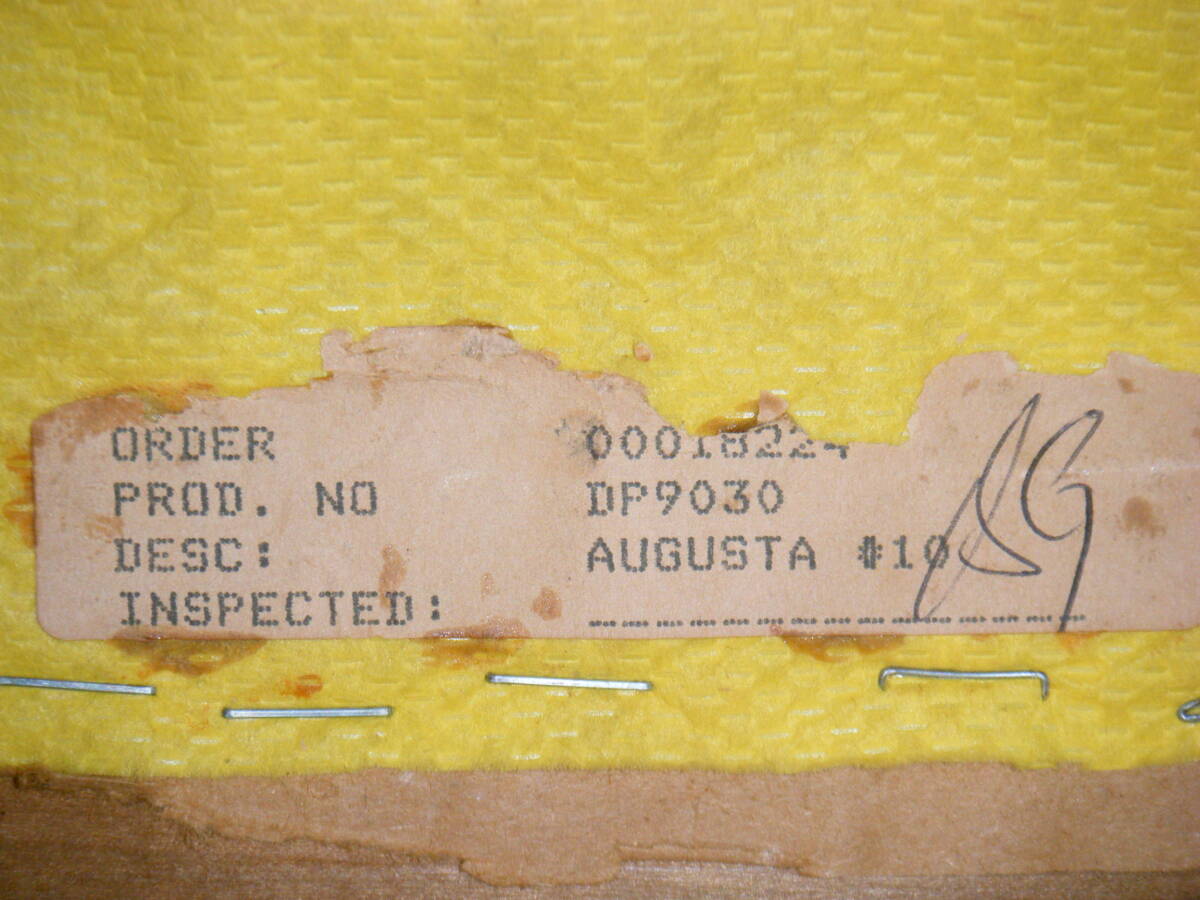 ORDER 00018224
PROD. NO DP9030
DESC: AUGUSTA #10
INSPECTED: